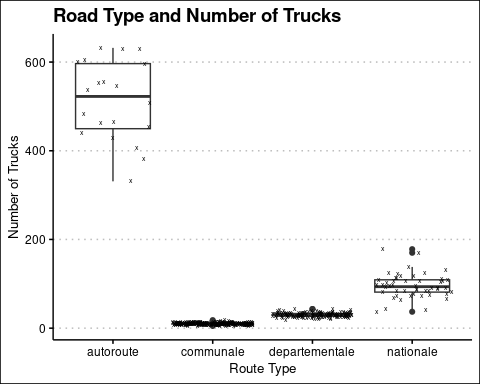 Road Type and Number of Trucks
Number of Trucks
600
400
200
0
autoroute communale departementale nationale
Route Type